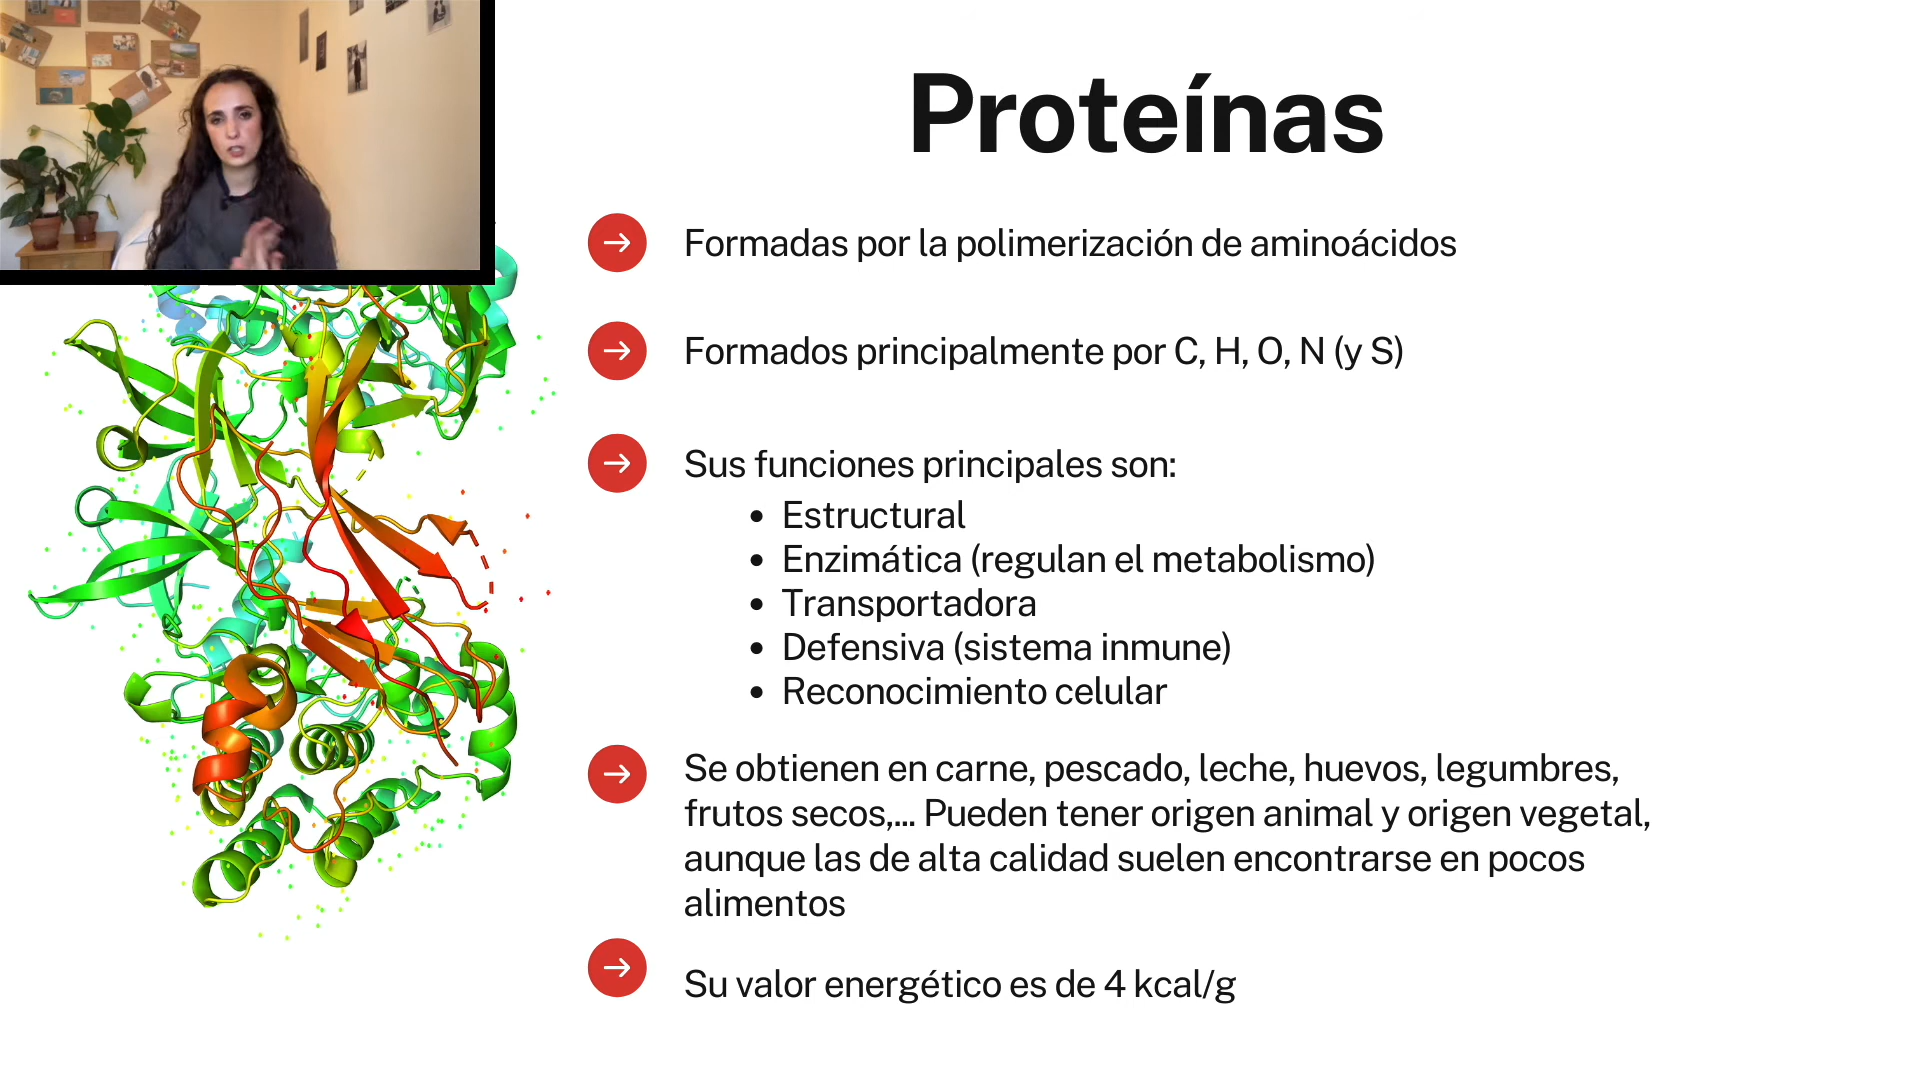 Proteínas
Formadas por la polimerización de aminoácidos
Formados principalmente por C, H, O, N (y S)
Sus funciones principales son:
• Estructural
• Enzimática (regulan el metabolismo)
• Transportadora
• Defensiva (sistema inmune)
• Reconocimiento celular
Se obtienen en carne, pescado, leche, huevos, legumbres,
frutos secos,... Pueden tener origen animal y origen vegetal,
aunque las de alta calidad suelen encontrarse en pocos
alimentos
Su valor energético es de 4 kcal/g